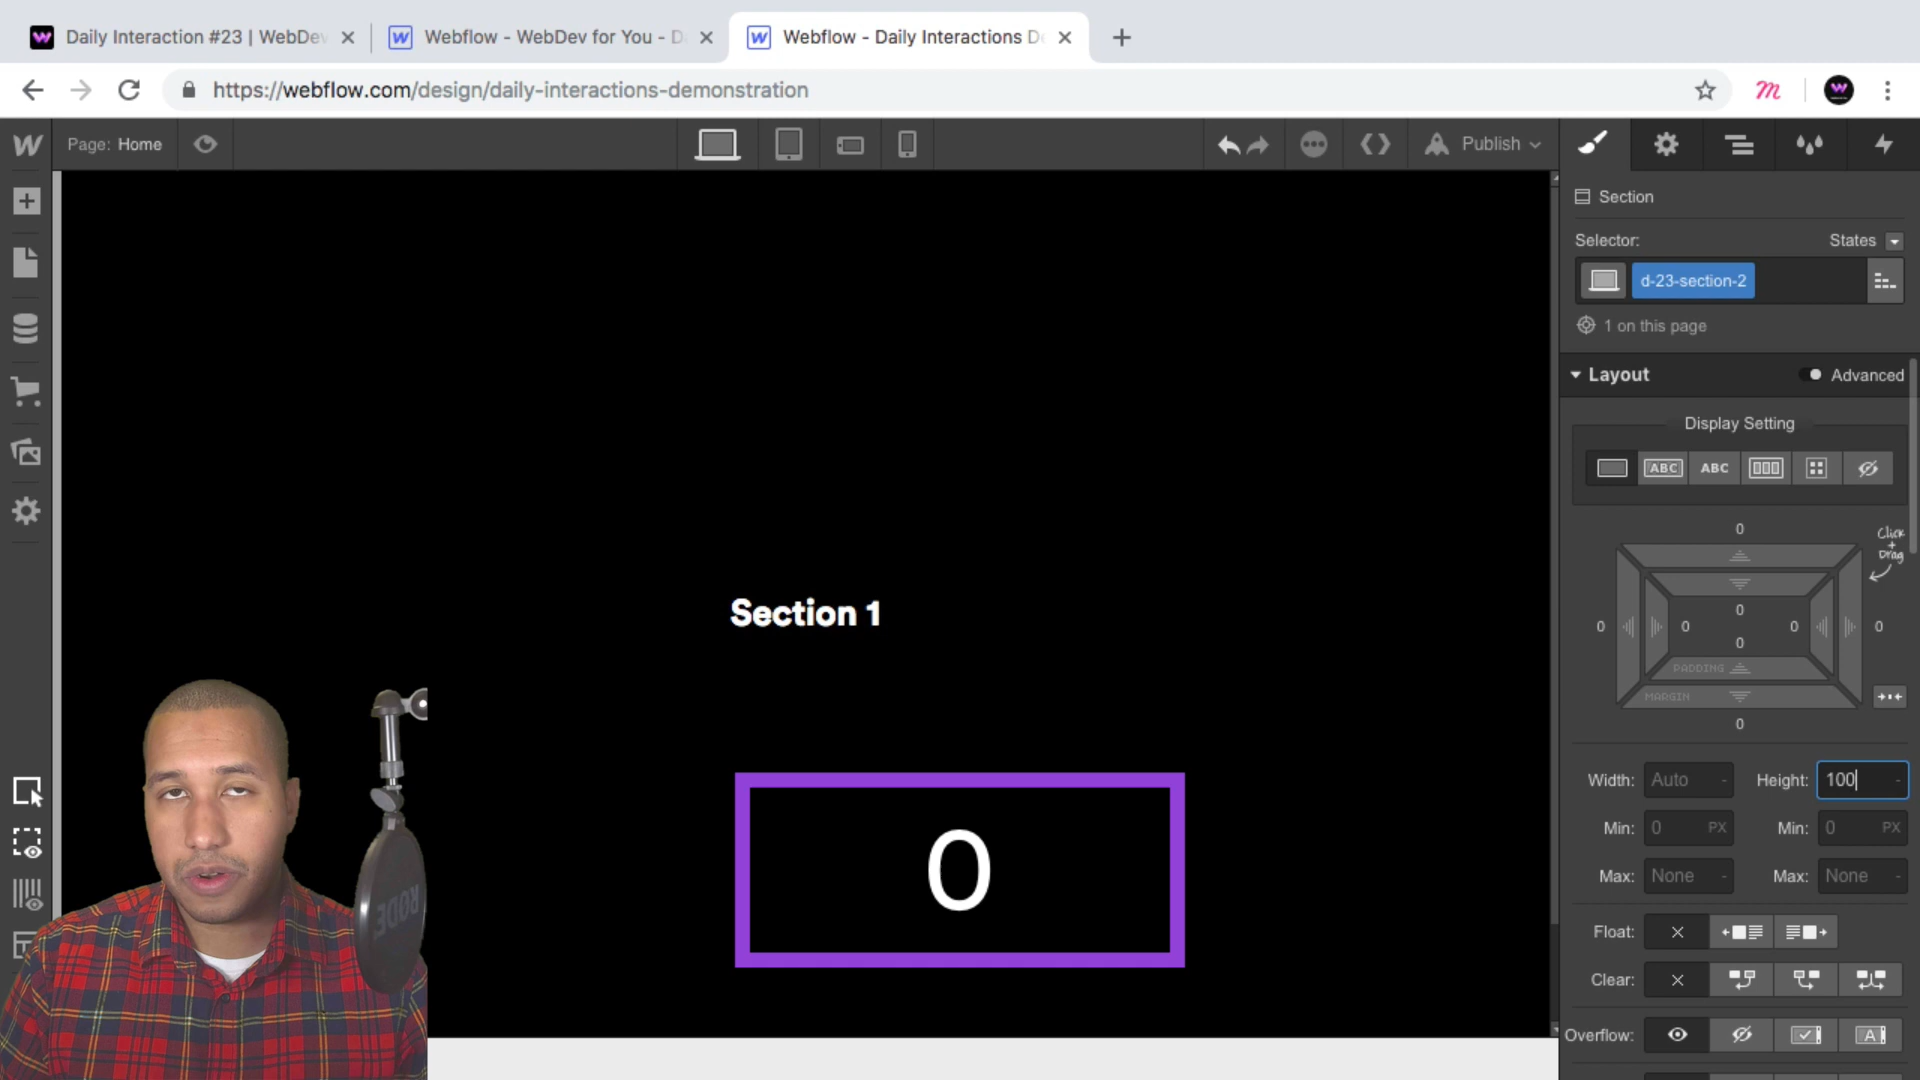 Daily Interaction #23 | WebDev
Webflow - WebDev for You - D
Webflow - Daily Interactions De
https://webflow.com/design/daily-interactions-demonstration
Page: Home
Publish
Section
Selector:
States
d-23-section-2
1 on this page
Layout
Advanced
Display Setting
ABC
ABC
0
Click
+
Drag
0
0
0
0
0
0
PADDING
MARGIN
0
Width: Auto -
Height: 100 -
Min: 0 PX
Min: 0 PX
Max: None -
Max: None -
Float:
Clear:
Overflow:
A
Section 1
0
RODE